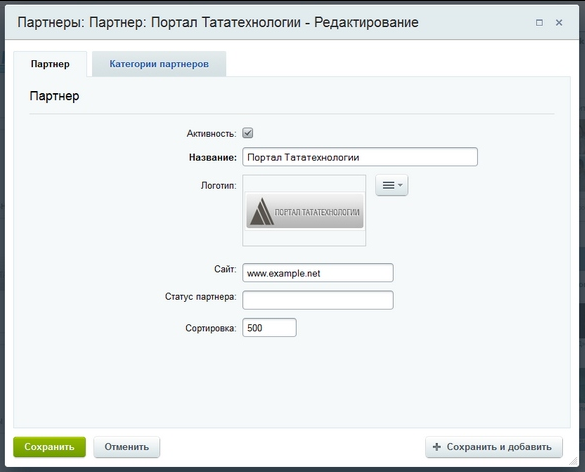 Партнеры: Партнер: Портал Тататехнологии - Редактирование
Партнер
Категории партнеров
Партнер
Активность:
Название: Портал Тататехнологии
Логотип:
ПОРТАЛ ТАТАТЕХНОЛОГИИ
Сайт: www.example.net
Статус партнера:
Сортировка: 500
Сохранить
Отменить
Сохранить и добавить